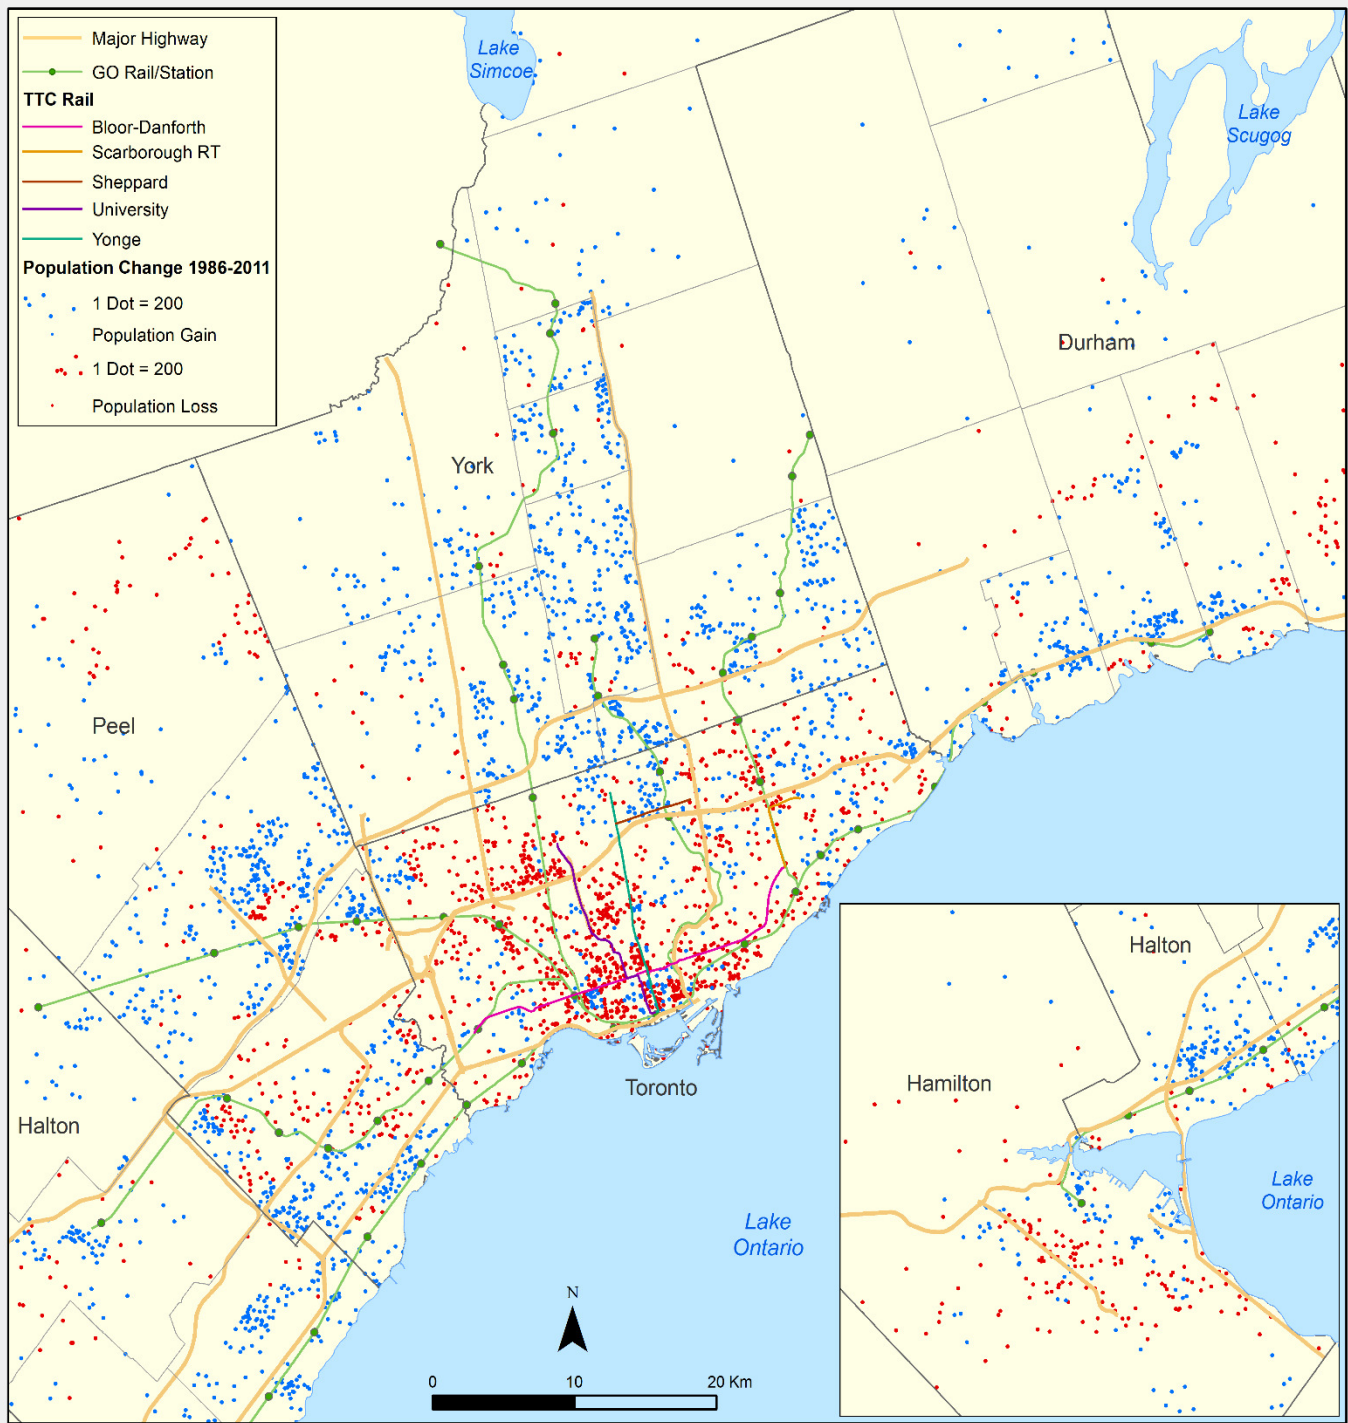 Major Highway
GO Rail/Station
TTC Rail
Bloor-Danforth
Scarborough RT
Sheppard
University
Yonge
Population Change 1986-2011
1 Dot = 200
Population Gain
1 Dot = 200
Population Loss
Lake
Simcoe
Lake
Scugog
Durham
York
Peel
Toronto
Halton
Lake
Ontario
N
0 10 20 Km
Halton
Hamilton
Lake
Ontario